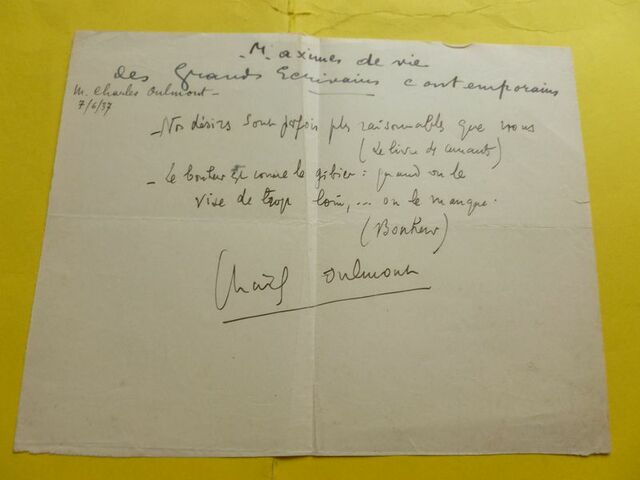 Maximes de vie
des Grands Ecrivains contemporains
M. Charles Oulmont -
7/6/37
- Nos désirs sont parfois plus raisonnables que nous
(Le livre des amants)
- Le bonheur est comme le gibier : quand on le
vise de trop loin, ... on le manque.
(Bonheur)
Charles Oulmont